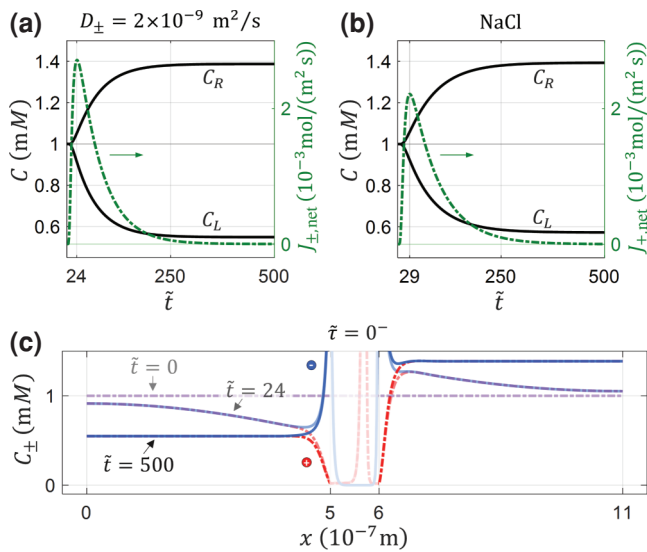 (a) D± = 2×10⁻⁹ m²/s
1.4
1.2
1
0.8
0.6
C (mM)
C_R
C_L
2
0
J±,net (10⁻³mol/(m² s)
24 250 500
t̃
(b) NaCl
1.4
1.2
1
0.8
0.6
C (mM)
C_R
C_L
2
0
J+,net (10⁻³mol/(m² s)
29 250 500
t̃
(c) τ̃ = 0⁻
t̃ = 0
t̃ = 24
t̃ = 500
-
+
1
0
C± (mM)
0 5 6 11
x (10⁻⁷m)